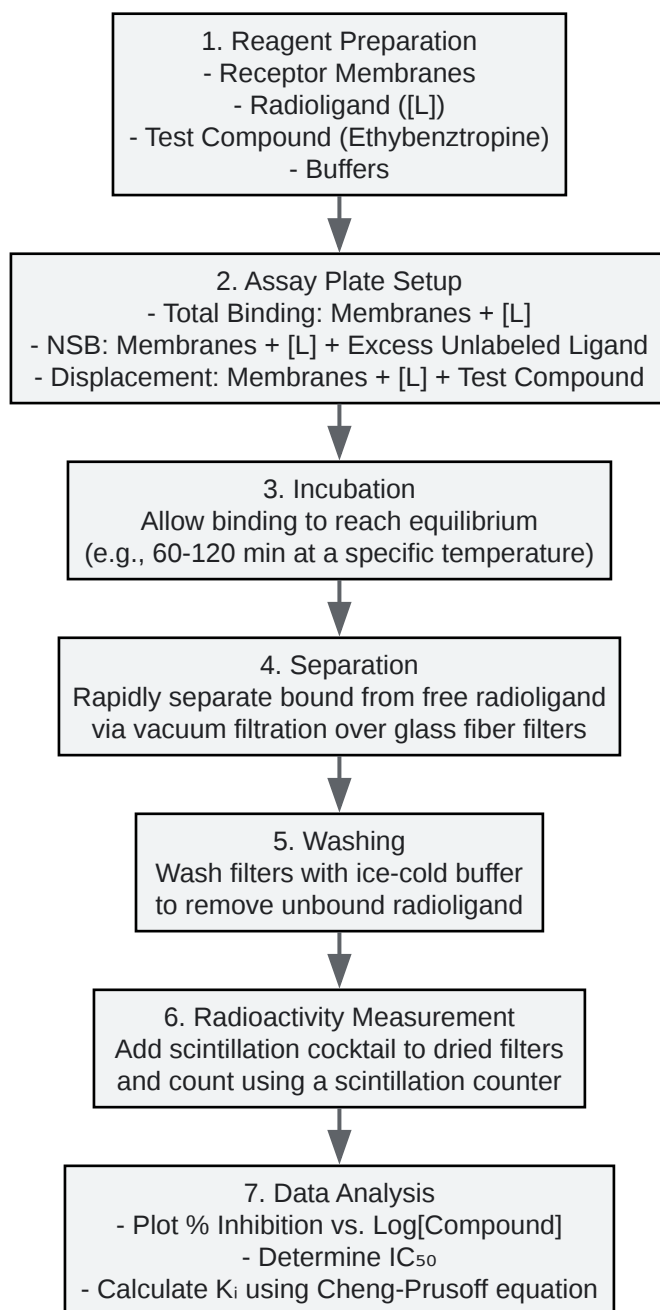 1. Reagent Preparation
- Receptor Membranes
- Radioligand ([L])
- Test Compound (Ethybenztropine)
- Buffers
2. Assay Plate Setup
- Total Binding: Membranes + [L]
- NSB: Membranes + [L] + Excess Unlabeled Ligand
- Displacement: Membranes + [L] + Test Compound
3. Incubation
Allow binding to reach equilibrium
(e.g., 60-120 min at a specific temperature)
4. Separation
Rapidly separate bound from free radioligand
via vacuum filtration over glass fiber filters
5. Washing
Wash filters with ice-cold buffer
to remove unbound radioligand
6. Radioactivity Measurement
Add scintillation cocktail to dried filters
and count using a scintillation counter
7. Data Analysis
- Plot % Inhibition vs. Log[Compound]
- Determine IC₅₀
- Calculate Kᵢ using Cheng-Prusoff equation